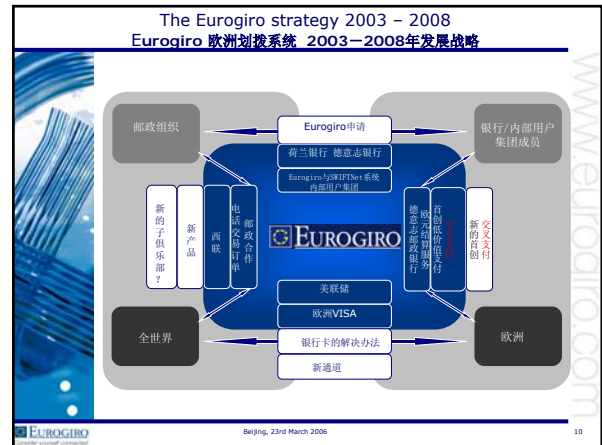 The Eurogiro strategy 2003 – 2008
Eurogiro 欧洲划拨系统 2003—2008年发展战略
邮政组织
Eurogiro申请
银行/内部用户
集团成员
荷兰银行 德意志银行
Eurogiro与SWIFTNet系统
内部用户集团
新的子俱乐部？
新产品
西联
电话交易订单
邮政合作
EUROGIRO
德意志邮政银行
欧元结算服务
首创低价值支付
新的首创
交叉支付
美联储
欧洲VISA
全世界
银行卡的解决办法
欧洲
新通道
www.eurogiro.com
EUROGIRO
Consider yourself connected
Beijing, 23rd March 2006
10